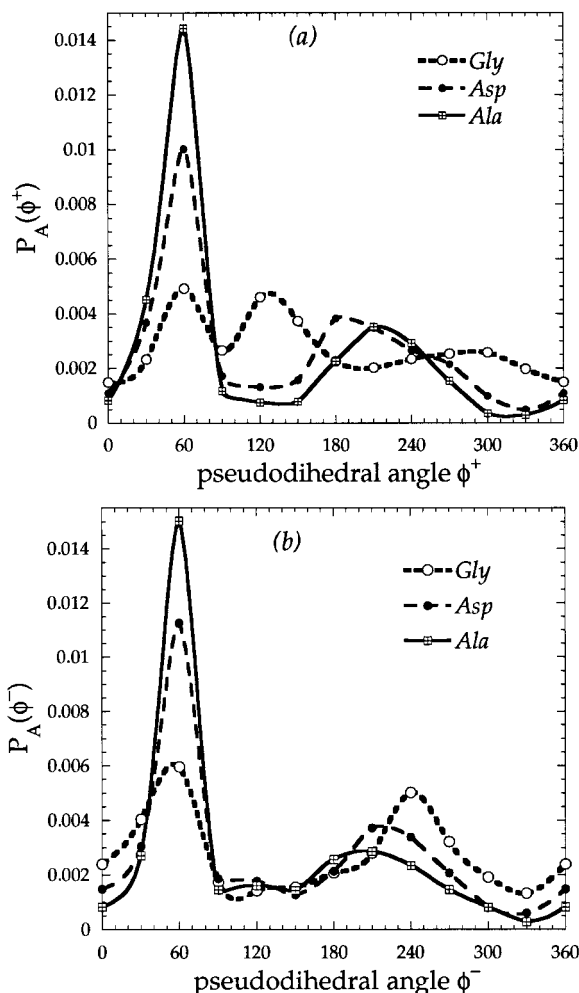 (a)
Gly
Asp
Ala
0.014
0.012
0.01
0.008
0.006
0.004
0.002
0
P_A(ϕ⁺)
0 60 120 180 240 300 360
pseudodihedral angle ϕ⁺
(b)
Gly
Asp
Ala
0.014
0.012
0.01
0.008
0.006
0.004
0.002
0
P_A(ϕ⁻)
0 60 120 180 240 300 360
pseudodihedral angle ϕ⁻